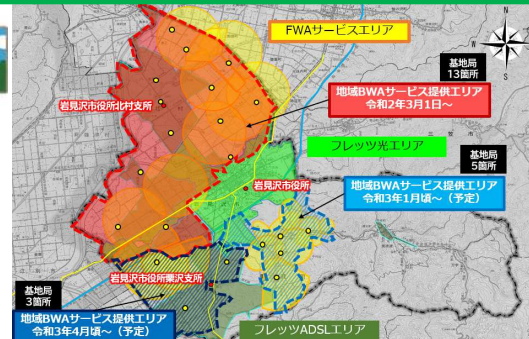 FWAサービスエリア
N
W
E
S
基地局
13箇所
岩見沢市役所北村支所
地域BWAサービス提供エリア
令和2年3月1日～
フレッツ光エリア
基地局
5箇所
岩見沢市役所
地域BWAサービス提供エリア
令和3年1月頃～（予定）
岩見沢市役所栗沢支所
基地局
3箇所
地域BWAサービス提供エリア
令和3年4月頃～（予定）
フレッツADSLエリア